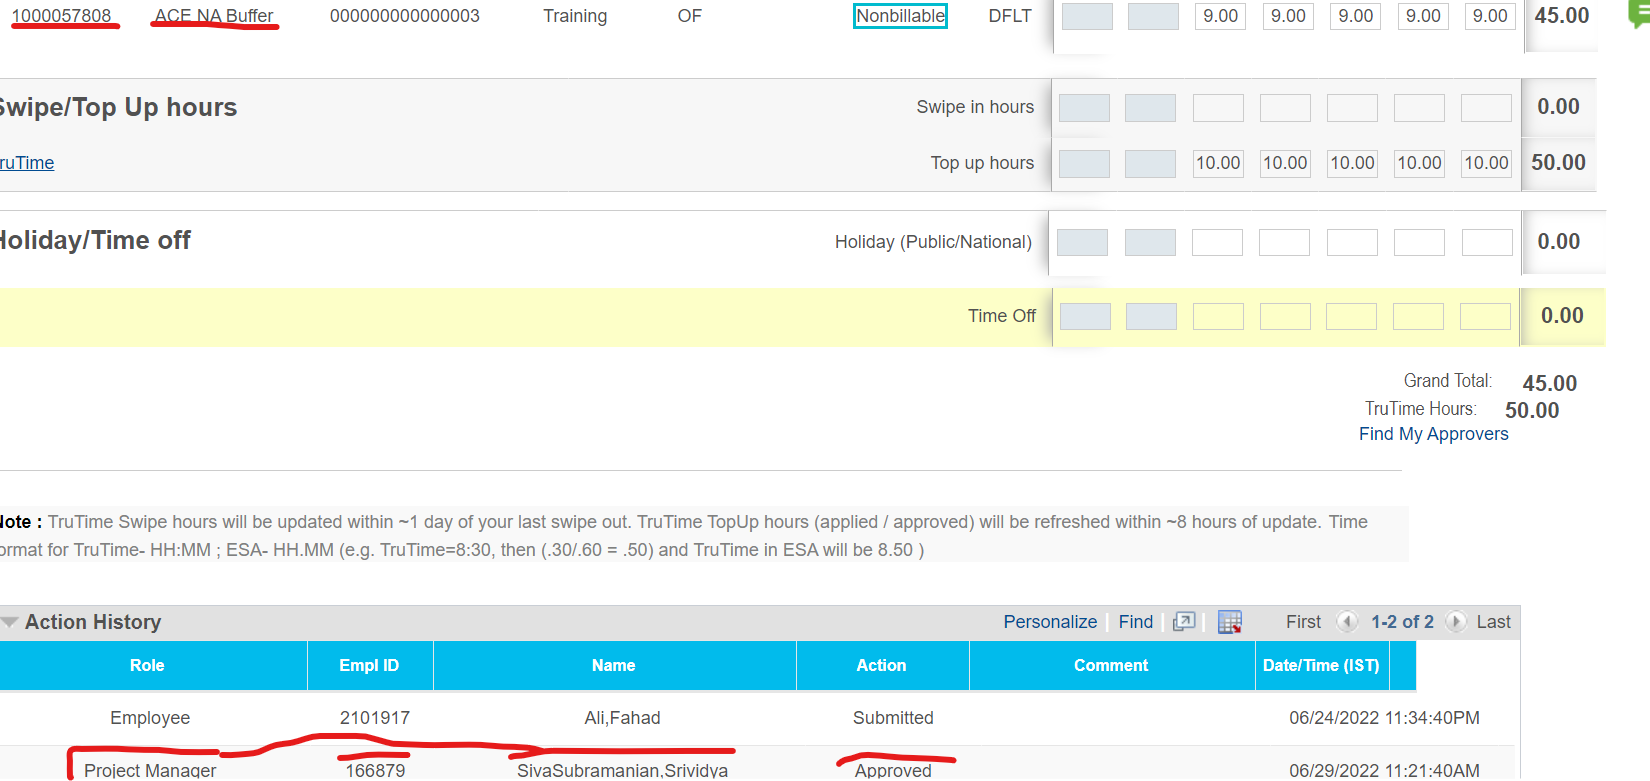 1000057808 ACE NA Buffer 000000000000003 Training OF Nonbillable DFLT 9.00 9.00 9.00 9.00 9.00 45.00
Swipe/Top Up hours Swipe in hours 0.00
ruTime Top up hours 10.00 10.00 10.00 10.00 10.00 50.00
Holiday/Time off Holiday (Public/National) 0.00
Time Off 0.00
Grand Total: 45.00
TruTime Hours: 50.00
Find My Approvers
Note : TruTime Swipe hours will be updated within ~1 day of your last swipe out. TruTime TopUp hours (applied / approved) will be refreshed within ~8 hours of update. Time
ormat for TruTime- HH:MM ; ESA- HH.MM (e.g. TruTime=8:30, then (.30/.60 = .50) and TruTime in ESA will be 8.50 )
Action History Personalize | Find | First 1-2 of 2 Last
Role Empl ID Name Action Comment Date/Time (IST)
Employee 2101917 Ali,Fahad Submitted 06/24/2022 11:34:40PM
Project Manager 166879 SivaSubramanian,Srividya Approved 06/29/2022 11:21:40AM